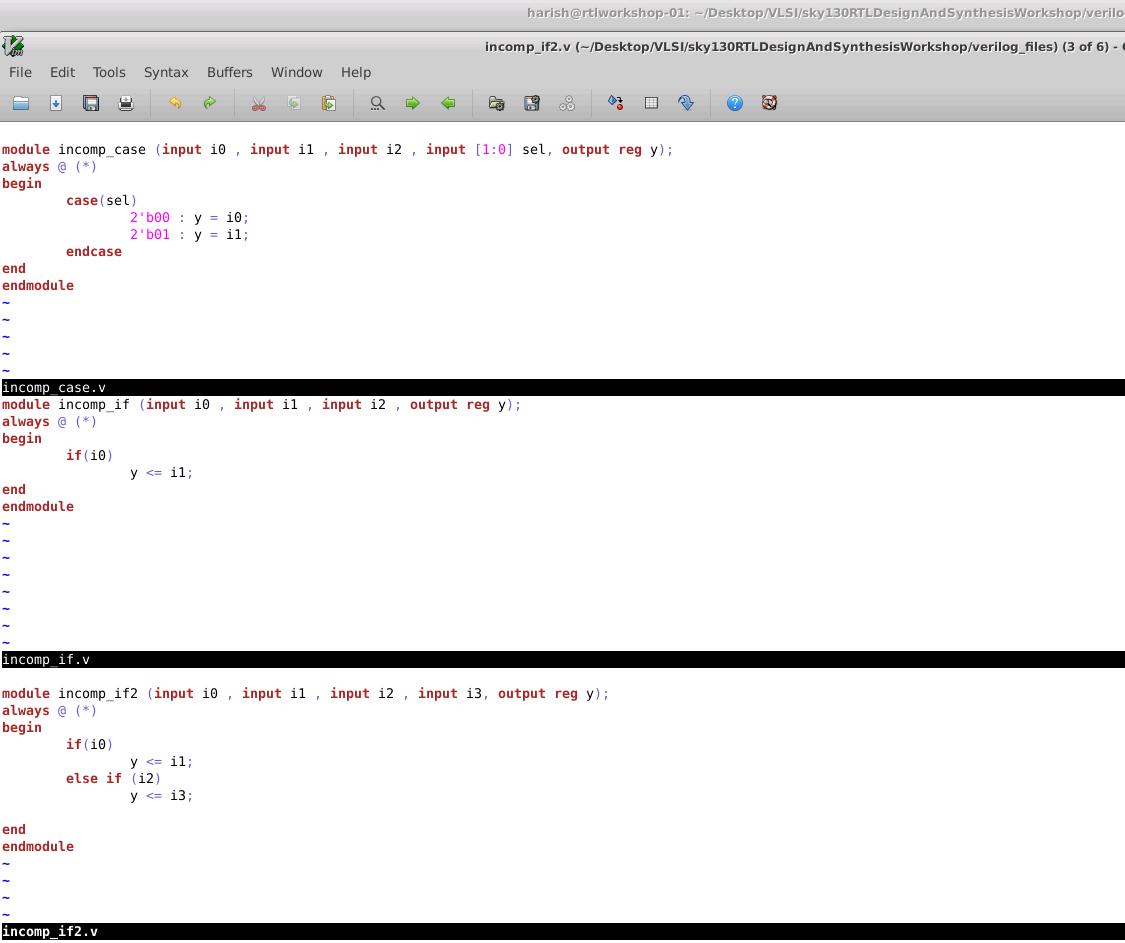 harish@rtlworkshop-01: ~/Desktop/VLSI/sky130RTLDesignAndSynthesisWorkshop/verilo
incomp_if2.v (~/Desktop/VLSI/sky130RTLDesignAndSynthesisWorkshop/verilog_files) (3 of 6) -
File Edit Tools Syntax Buffers Window Help
module incomp_case (input i0 , input i1 , input i2 , input [1:0] sel, output reg y);
always @ (*)
begin
case(sel)
2'b00 : y = i0;
2'b01 : y = i1;
endcase
end
endmodule
~
~
~
~
~
incomp_case.v
module incomp_if (input i0 , input i1 , input i2 , output reg y);
always @ (*)
begin
if(i0)
y <= i1;
end
endmodule
~
~
~
~
~
~
~
~
incomp_if.v
module incomp_if2 (input i0 , input i1 , input i2 , input i3, output reg y);
always @ (*)
begin
if(i0)
y <= i1;
else if (i2)
y <= i3;
end
endmodule
~
~
~
~
incomp_if2.v